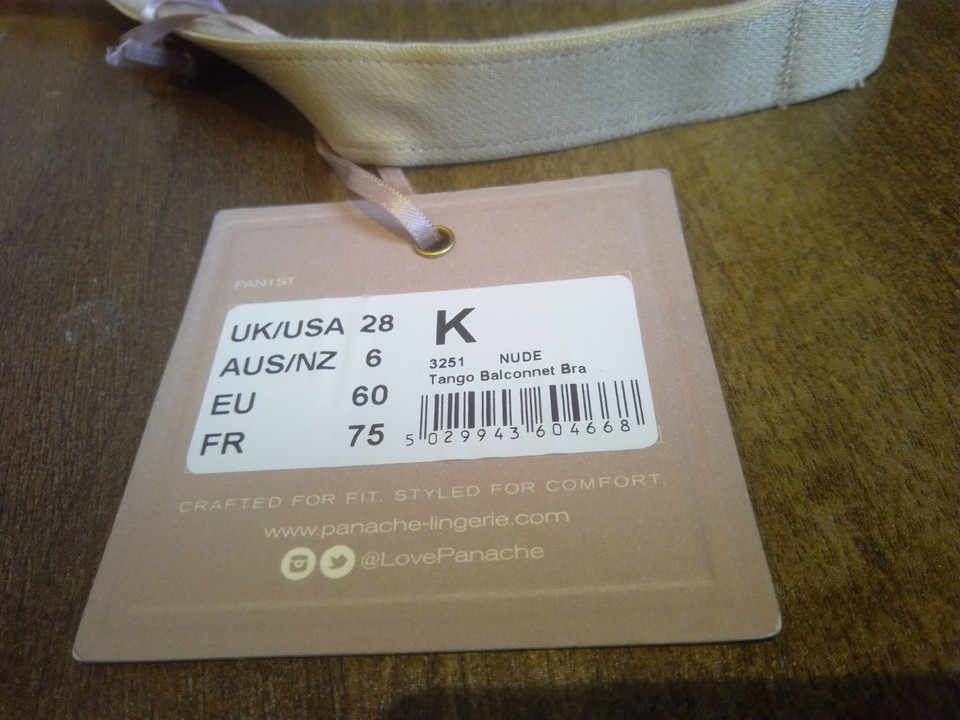 PAN1ST
UK/USA 28 K
AUS/NZ 6
3251 NUDE
Tango Balconnet Bra
EU 60
FR 75
5 029943 604668
CRAFTED FOR FIT. STYLED FOR COMFORT.
www.panache-lingerie.com
@LovePanache